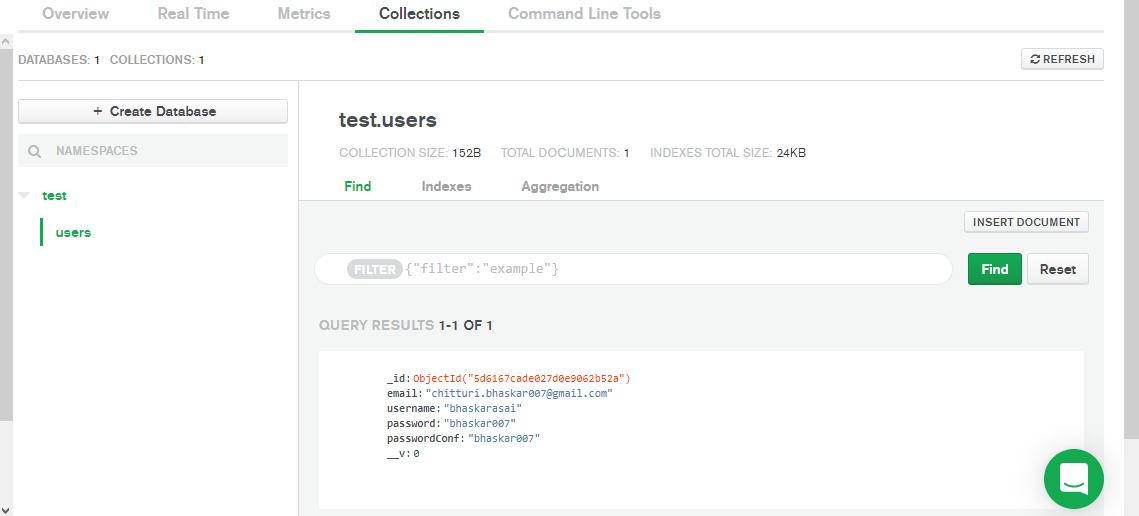 Overview Real Time Metrics Collections Command Line Tools
DATABASES: 1 COLLECTIONS: 1
REFRESH
+ Create Database
NAMESPACES
test
users
test.users
COLLECTION SIZE: 152B TOTAL DOCUMENTS: 1 INDEXES TOTAL SIZE: 24KB
Find Indexes Aggregation
INSERT DOCUMENT
FILTER {"filter":"example"}
Find Reset
QUERY RESULTS 1-1 OF 1
_id: ObjectId("5d6167cade027d0e9062b52a")
email: "chitturi.bhaskar007@gmail.com"
username: "bhaskarasai"
password: "bhaskar007"
passwordConf: "bhaskar007"
__v: 0